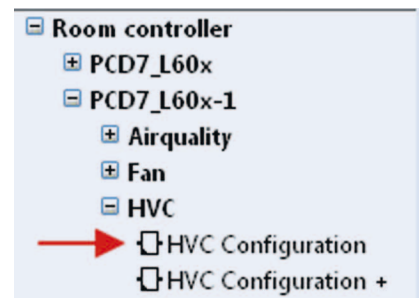 Room controller
PCD7_L60x
PCD7_L60x-1
Airquality
Fan
HVC
HVC Configuration
HVC Configuration +